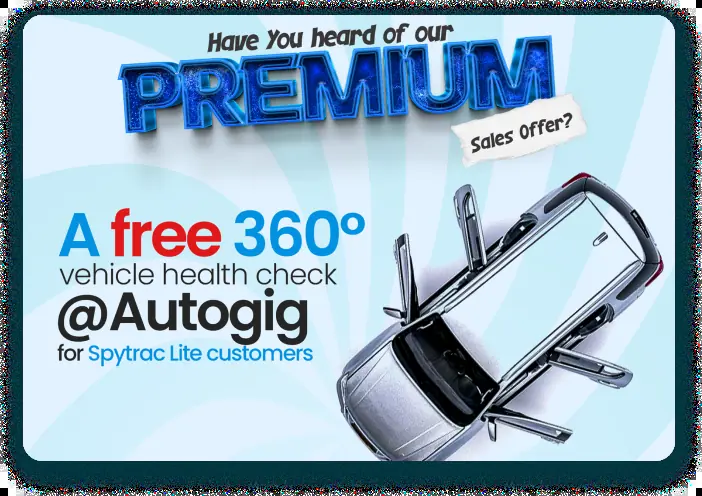 Have You heard of our
PREMIUM
Sales Offer?
A free 360°
vehicle health check
@Autogig
for Spytrac Lite customers